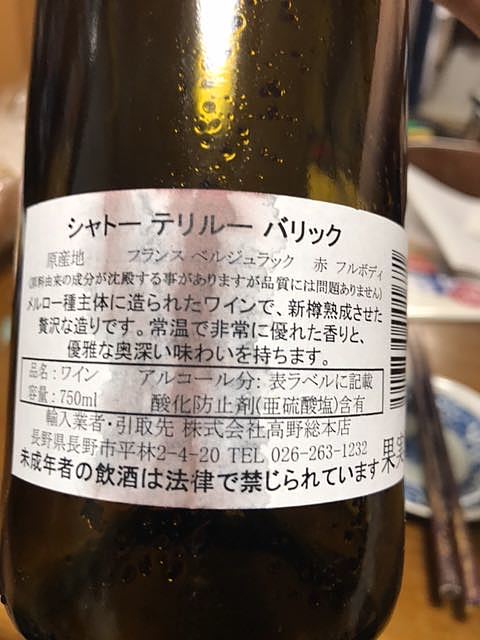 シャトー テリルー バリック
原産地 フランス ベルジュラック 赤 フルボディ
(原料由来の成分が沈殿する事がありますが品質には問題ありません)
メルロー種主体に造られたワインで、新樽熟成させた
贅沢な造りです。常温で非常に優れた香りと、
優雅な奥深い味わいを持ちます。
品名：ワイン アルコール分：表ラベルに記載
容量：750ml 酸化防止剤(亜硫酸塩)含有
輸入業者・引取先 株式会社高野総本店
長野県長野市平林2-4-20 TEL 026-263-1232
未成年者の飲酒は法律で禁じられています
果実